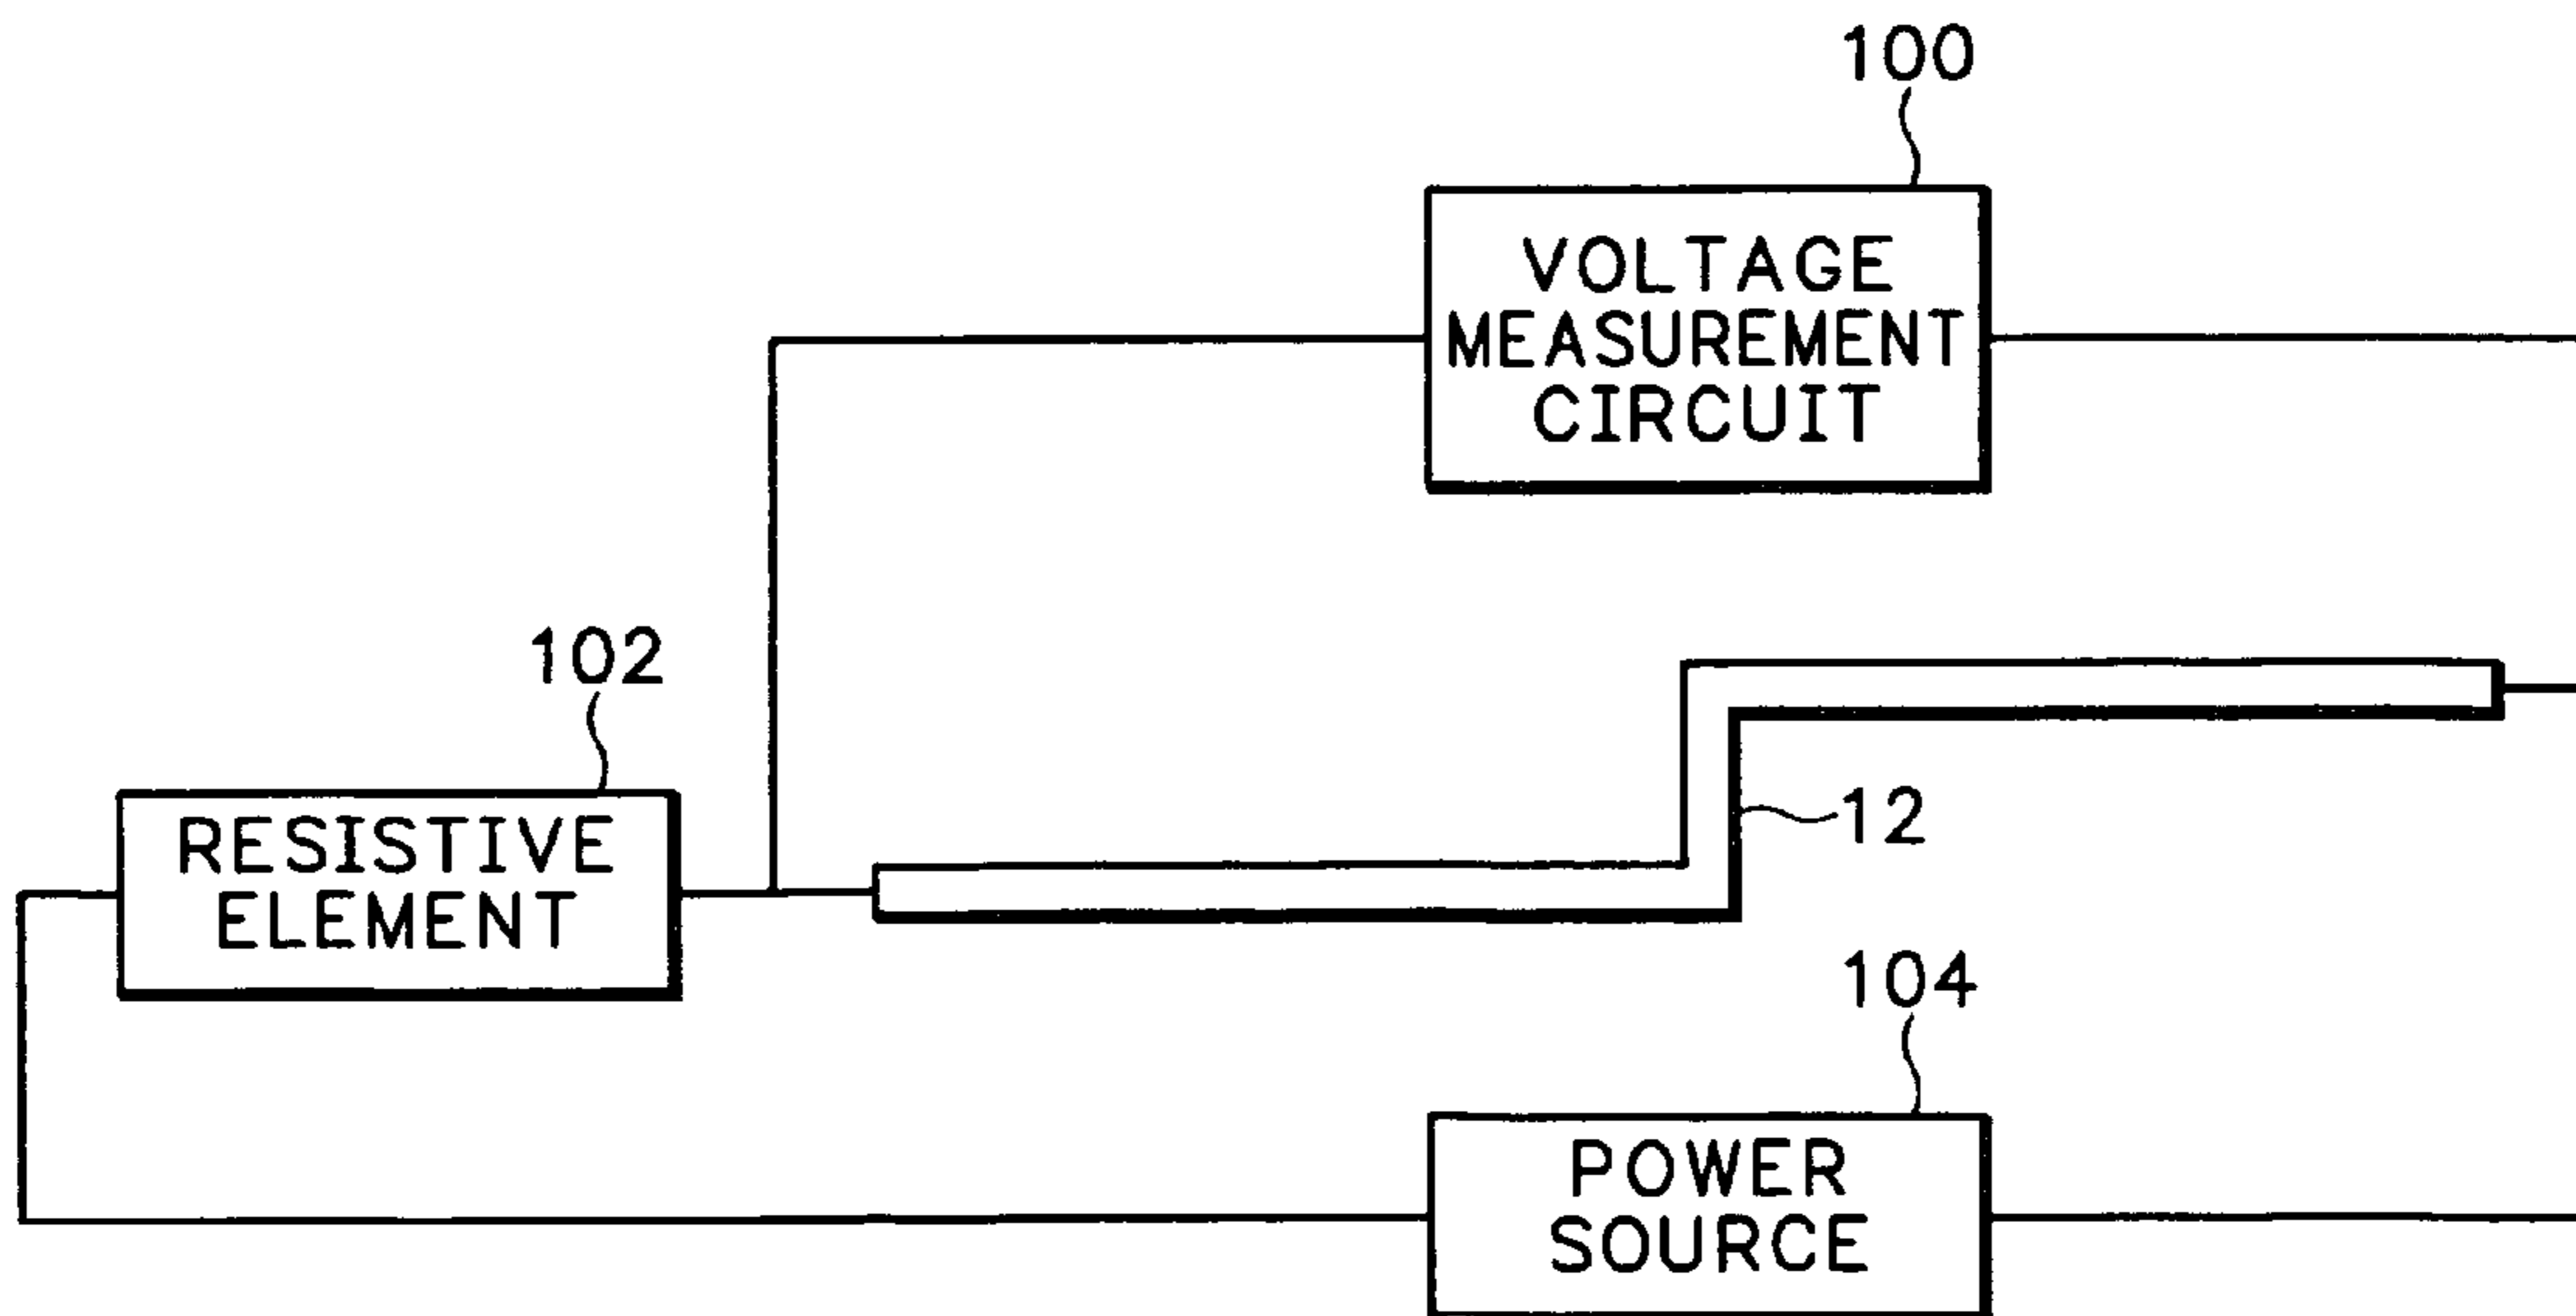 100
VOLTAGE
MEASUREMENT
CIRCUIT
102
RESISTIVE
ELEMENT
12
104
POWER
SOURCE